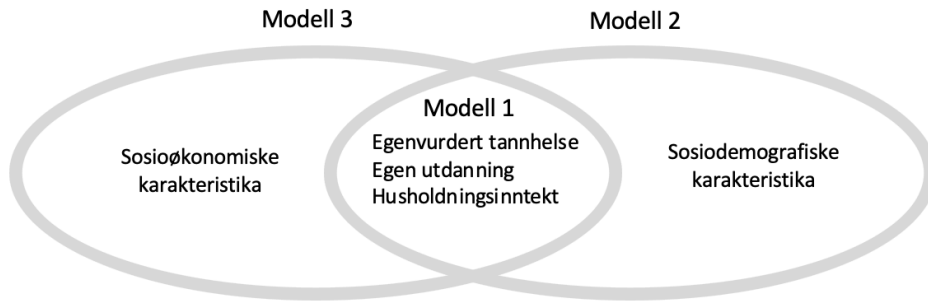 Modell 3
Modell 2
Modell 1
Egenvurdert tannhelse
Egen utdanning
Husholdningsinntekt
Sosioøkonomiske
karakteristika
Sosiodemografiske
karakteristika